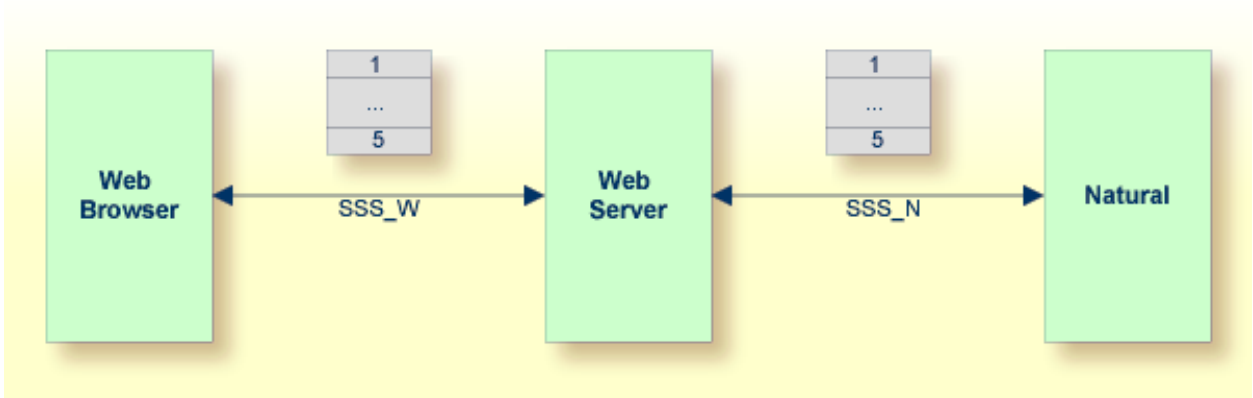 1
...
5
1
...
5
Web
Browser
SSS_W
Web
Server
SSS_N
Natural